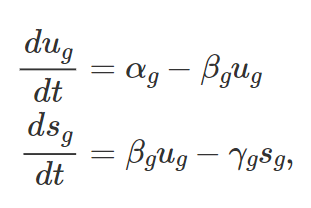 du_g/dt = α_g − β_g u_g
ds_g/dt = β_g u_g − γ_g s_g,